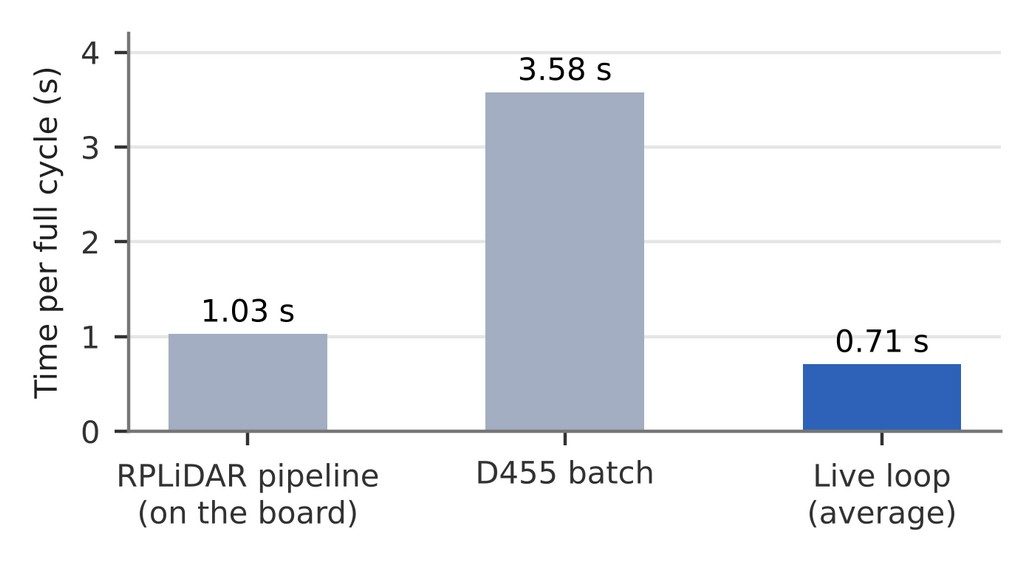 Time per full cycle (s)
4
3
2
1
0
1.03 s
3.58 s
0.71 s
RPLiDAR pipeline
(on the board)
D455 batch
Live loop
(average)